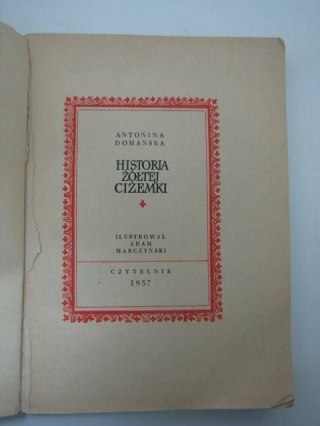 ANTONINA
DOMAŃSKA
HISTORIA
ŻÓŁTEJ
CIŻEMKI
ILUSTROWAŁ
ADAM
MARCZYŃSKI
CZYTELNIK
1957